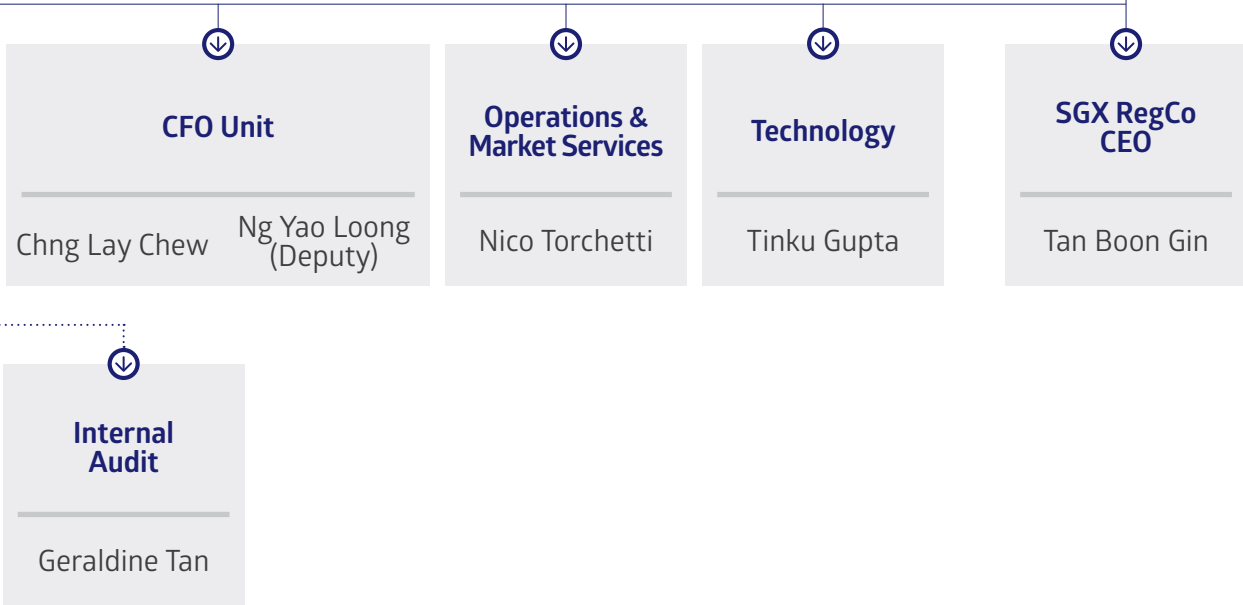 CFO Unit
Chng Lay Chew
Ng Yao Loong
(Deputy)
Operations &
Market Services
Nico Torchetti
Technology
Tinku Gupta
SGX RegCo
CEO
Tan Boon Gin
Internal
Audit
Geraldine Tan